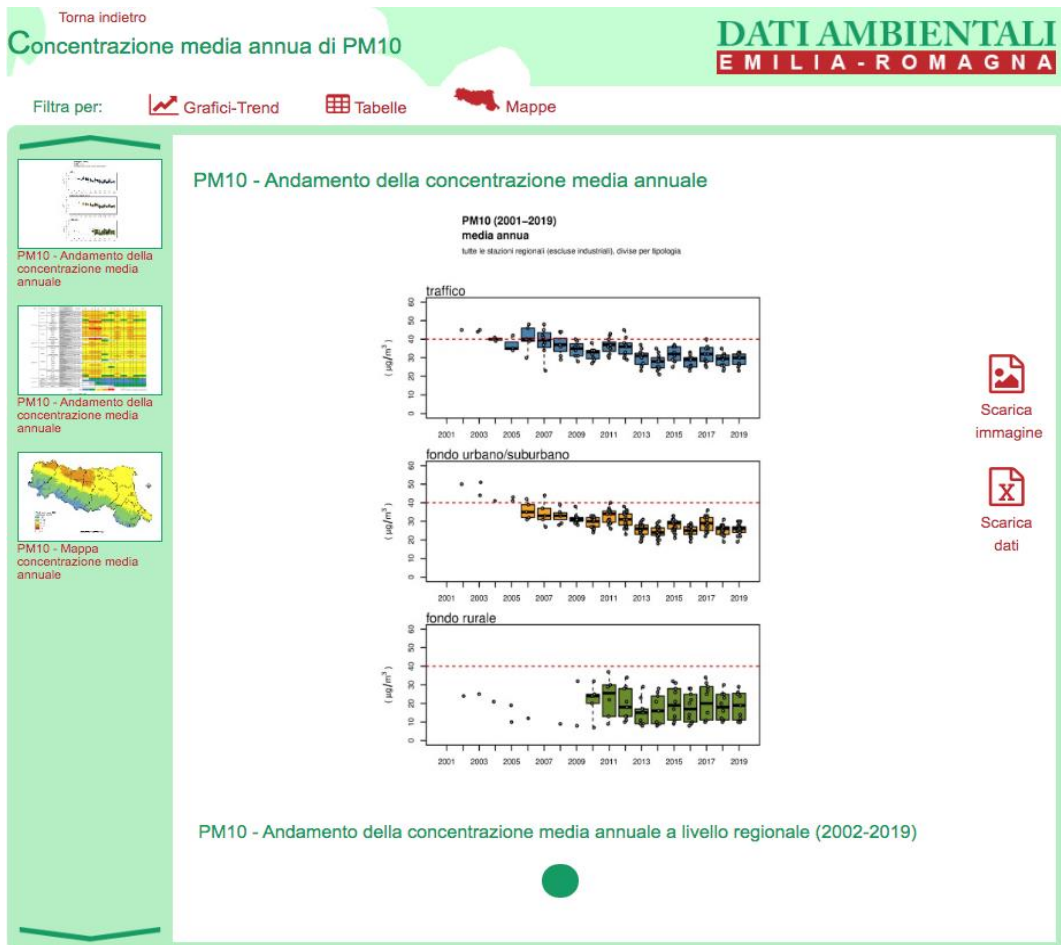 Torna indietro
Concentrazione media annua di PM10
DATI AMBIENTALI
EMILIA-ROMAGNA
Filtra per:
Grafici-Trend
Tabelle
Mappe
PM10 - Andamento della
concentrazione media
annuale
PM10 - Andamento della
concentrazione media
annuale
PM10 - Mappa
concentrazione media
annuale
PM10 - Andamento della concentrazione media annuale
PM10 (2001–2019)
media annua
tutte le stazioni regionali (escluse industriali), divise per tipologia
traffico
60
50
40
30
20
10
0
( µg/m³ )
2001 2003 2005 2007 2009 2011 2013 2015 2017 2019
fondo urbano/suburbano
60
50
40
30
20
10
0
( µg/m³ )
2001 2003 2005 2007 2009 2011 2013 2015 2017 2019
fondo rurale
60
50
40
30
20
10
0
( µg/m³ )
2001 2003 2005 2007 2009 2011 2013 2015 2017 2019
Scarica
immagine
X
Scarica
dati
PM10 - Andamento della concentrazione media annuale a livello regionale (2002-2019)